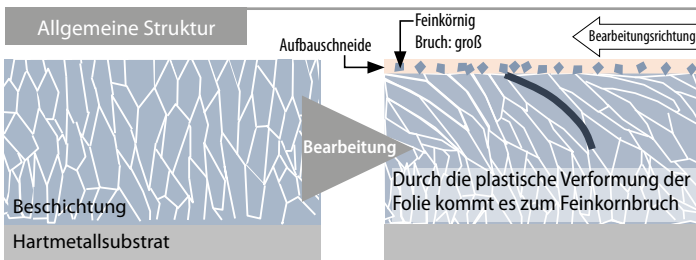 Allgemeine Struktur
Feinkörnig
Bruch: groß
Aufbauschneide
Bearbeitungsrichtung
Bearbeitung
Beschichtung
Hartmetallsubstrat
Durch die plastische Verformung der
Folie kommt es zum Feinkornbruch